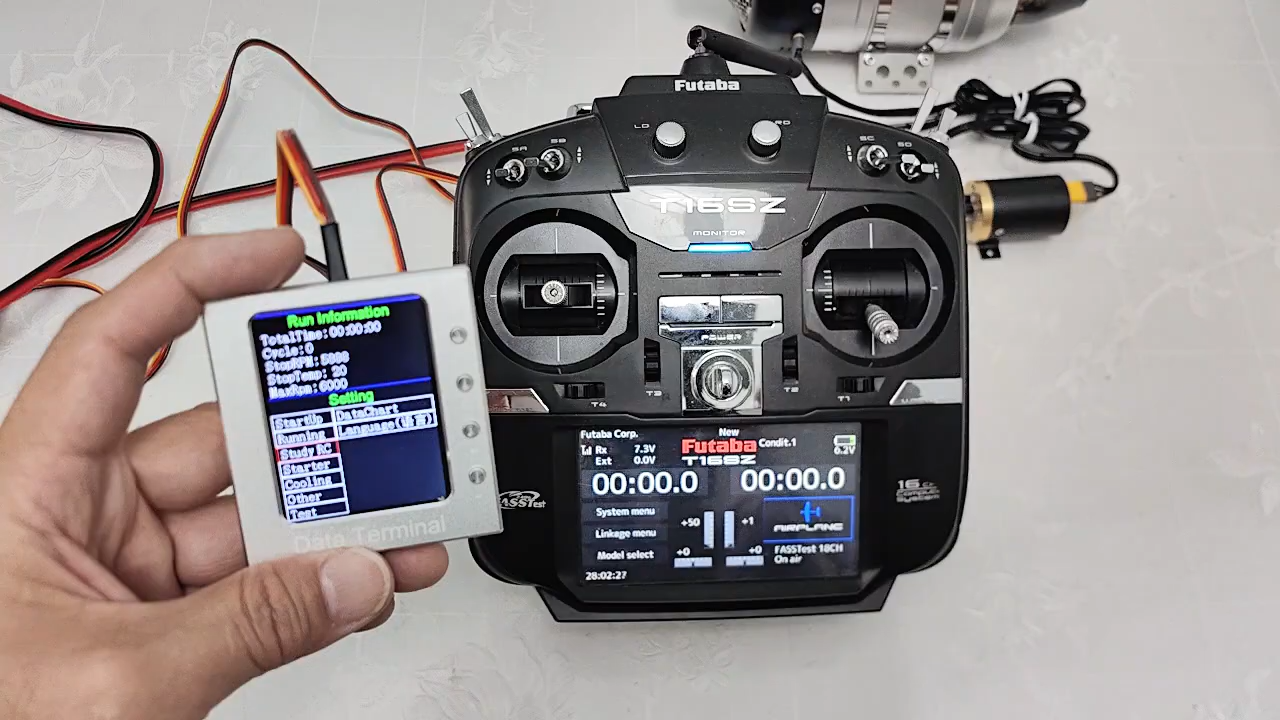 Futaba
LD
RD
SA
SB
SC
SD
T16SZ
MONITOR
POWER
T4
T3
T2
T1
Run Information
TotalTime:00:00:00
Cycle:0
StopTemp: 20
MaxRpm:6000
Setting
StartUp
DataChart
Running
Language(语言)
Study RC
Starter
Cooling
Other
Test
Data Terminal
Futaba Corp.
New
Rx 7.3V
Futaba
Condit.1
Ext 0.0V
T16SZ
6.2V
00:00.0
00:00.0
System menu
Linkage menu
Model select
+50
+1
+0
+0
AIRPLANE
FASSTest 18CH
On air
28:02:27
FASSTest
16
System